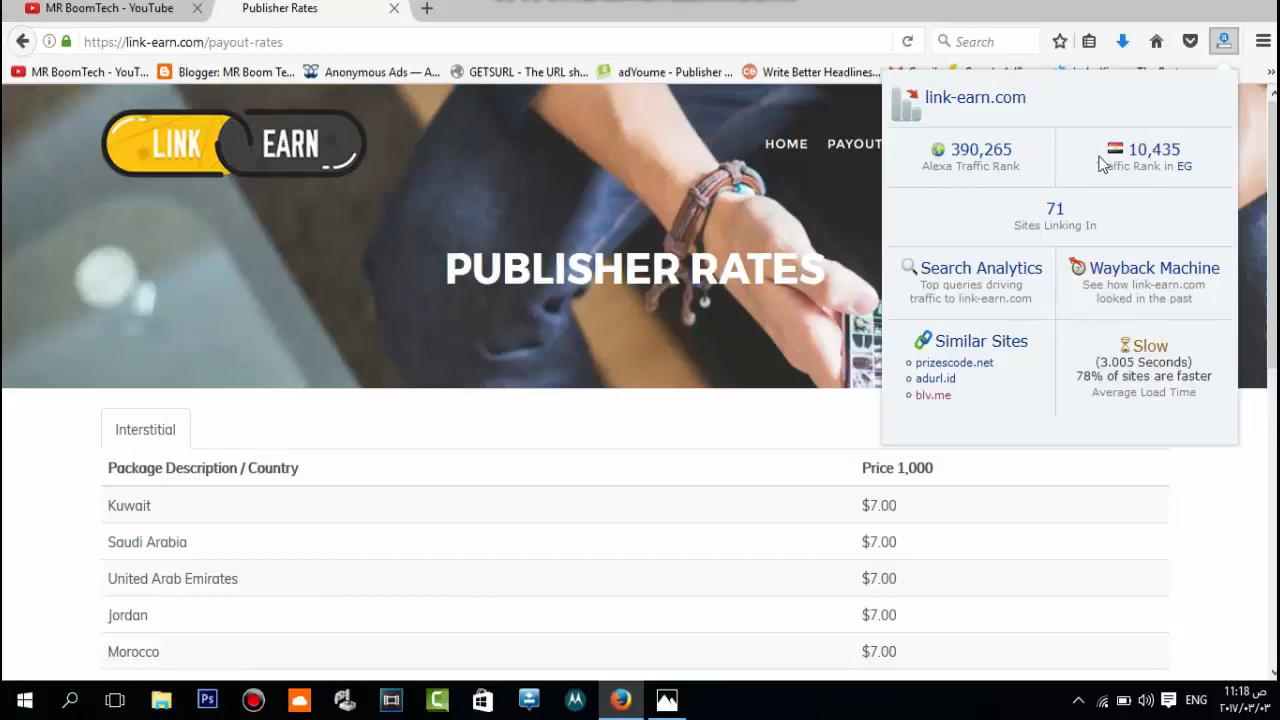 MR BoomTech - YouTube
Publisher Rates
https://link-earn.com/payout-rates
Search
MR BoomTech - YouT...
Blogger: MR Boom Te...
Anonymous Ads — A...
GETSURL - The URL sh...
adYoume - Publisher ...
Write Better Headlines...
LINK EARN
HOME
PAYOUT
PUBLISHER RATES
link-earn.com
390,265
Alexa Traffic Rank
10,435
Rank in EG
71
Sites Linking In
Search Analytics
Top queries driving
traffic to link-earn.com
Wayback Machine
See how link-earn.com
looked in the past
Similar Sites
prizescode.net
adurl.id
blv.me
Slow
(3.005 Seconds)
78% of sites are faster
Average Load Time
Interstitial
Package Description / Country Price 1,000
Kuwait $7.00
Saudi Arabia $7.00
United Arab Emirates $7.00
Jordan $7.00
Morocco $7.00
Ps
ENG
11:18 ص
٢٠١٧/٠٣/٠٣